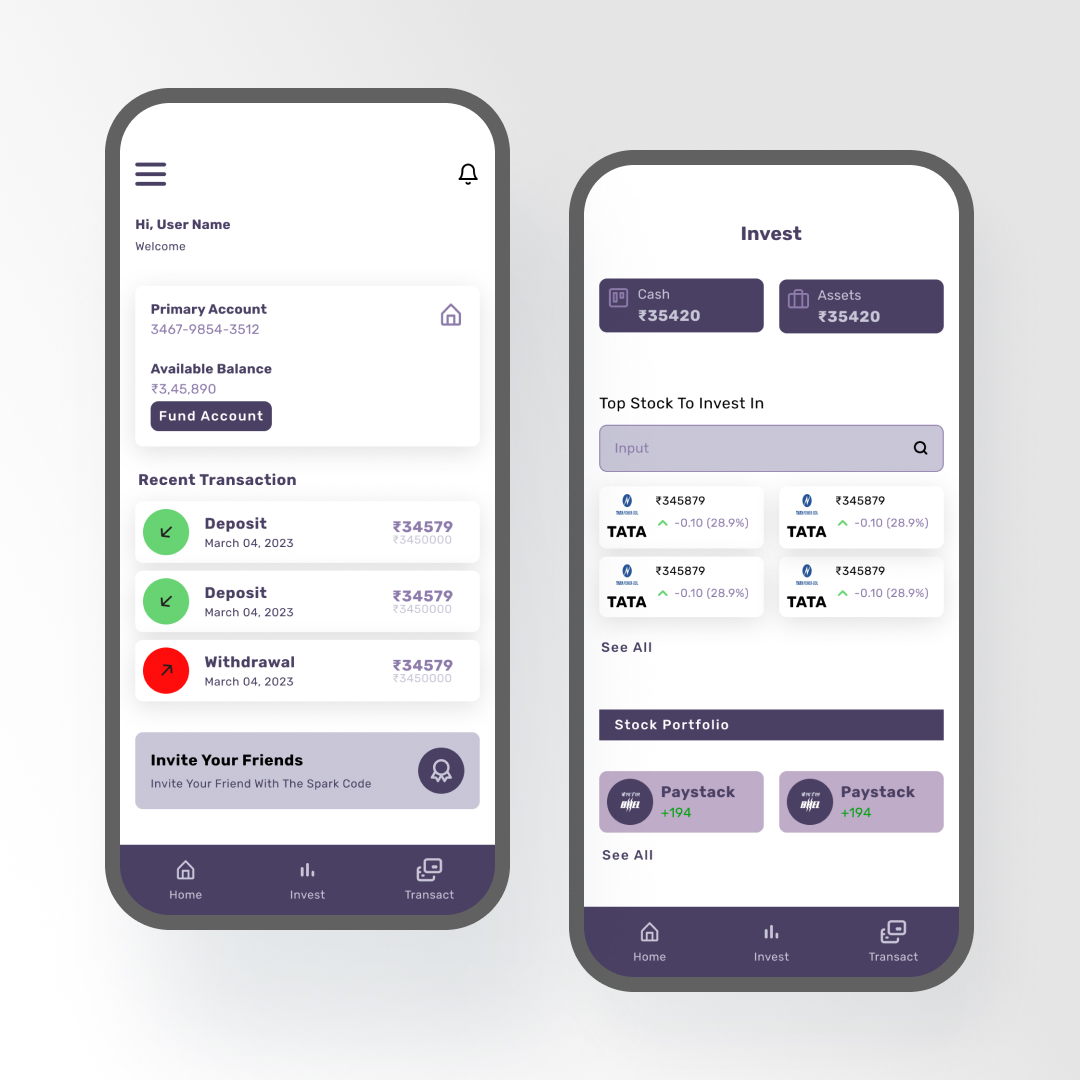 Hi, User Name
Welcome
Primary Account
3467-9854-3512
Available Balance
₹3,45,890
Fund Account
Recent Transaction
Deposit
March 04, 2023
₹34579
₹3450000
Deposit
March 04, 2023
₹34579
₹3450000
Withdrawal
March 04, 2023
₹34579
₹3450000
Invite Your Friends
Invite Your Friend With The Spark Code
Home
Invest
Transact
Invest
Cash
₹35420
Assets
₹35420
Top Stock To Invest In
Input
TATA
₹345879
-0.10 (28.9%)
TATA
₹345879
-0.10 (28.9%)
TATA
₹345879
-0.10 (28.9%)
TATA
₹345879
-0.10 (28.9%)
See All
Stock Portfolio
Paystack
+194
Paystack
+194
See All
Home
Invest
Transact